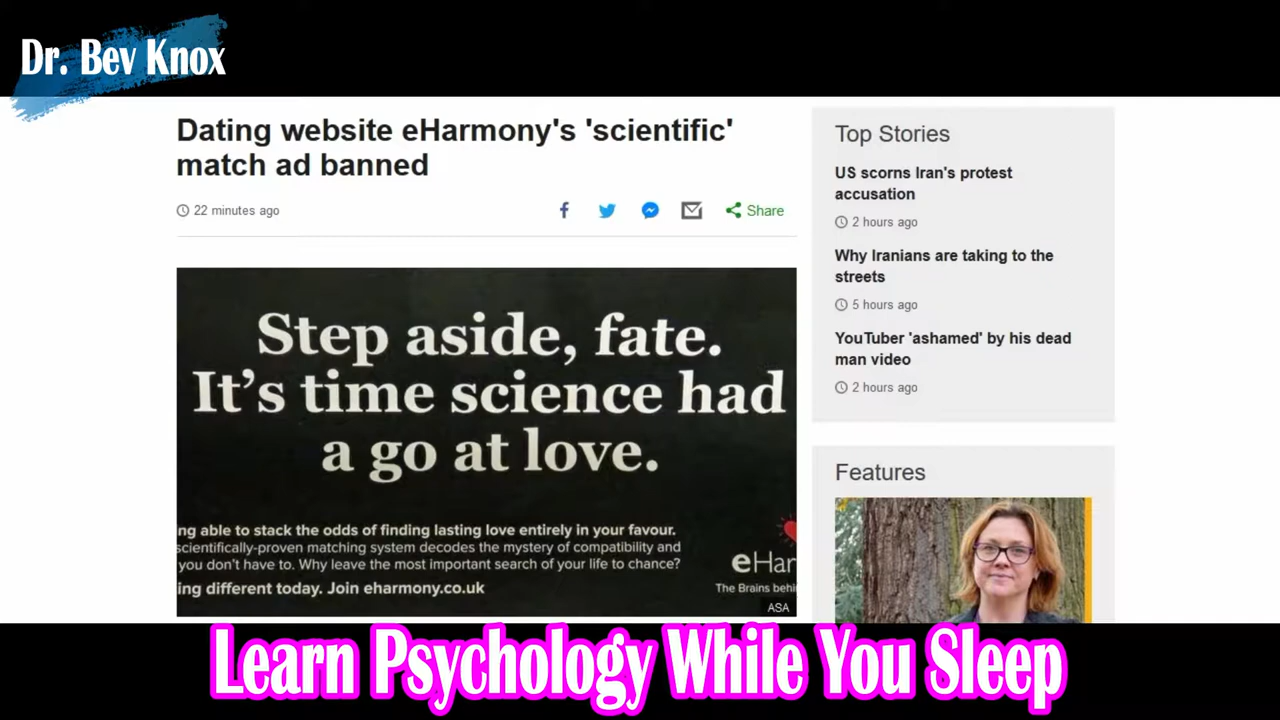 Dr. Bev Knox
Dating website eHarmony's 'scientific'
match ad banned
22 minutes ago
Share
Step aside, fate.
It's time science had
a go at love.
ng able to stack the odds of finding lasting love entirely in your favour.
scientifically-proven matching system decodes the mystery of compatibility and
you don't have to. Why leave the most important search of your life to chance?
ing different today. Join eharmony.co.uk
eHar
The Brains behi
ASA
Top Stories
US scorns Iran's protest
accusation
2 hours ago
Why Iranians are taking to the
streets
5 hours ago
YouTuber 'ashamed' by his dead
man video
2 hours ago
Features
Learn Psychology While You Sleep